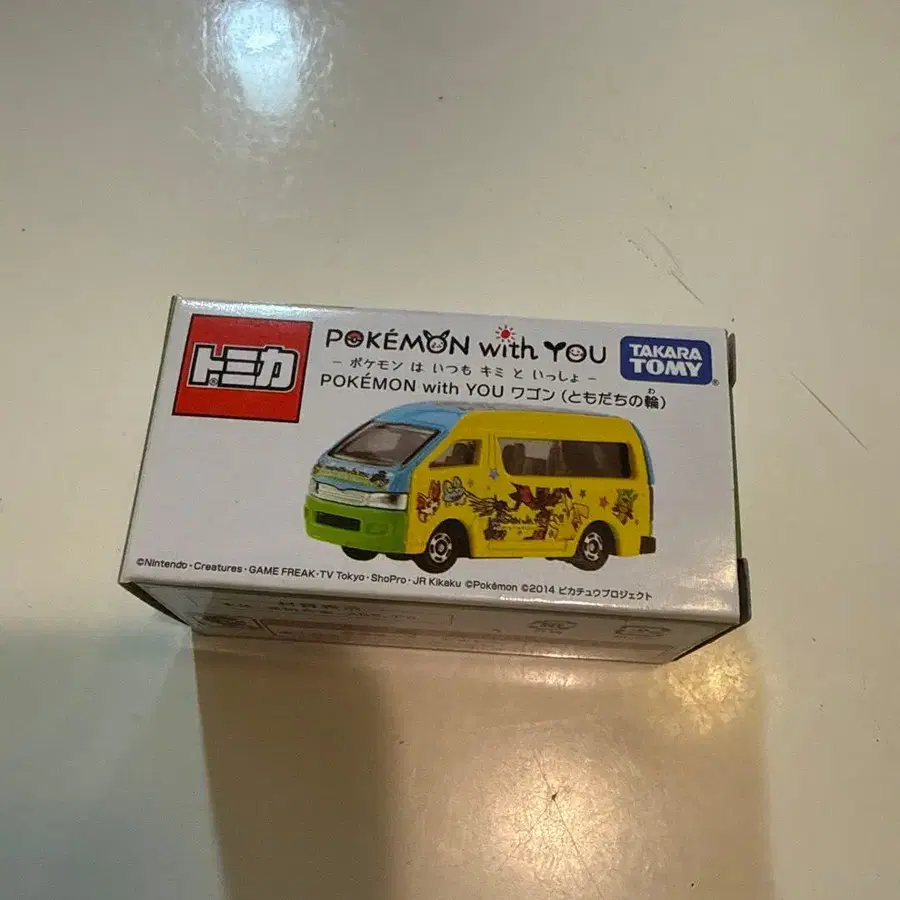 トミカ®
POKÉMON with YOU
– ポケモン は いつも キミ と いっしょ –
POKÉMON with YOU ワゴン（ともだちの輪）
わ
TAKARA
TOMY®
©Nintendo・Creatures・GAME FREAK・TV Tokyo・ShoPro・JR Kikaku ©Pokémon ©2014 ピカチュウプロジェクト